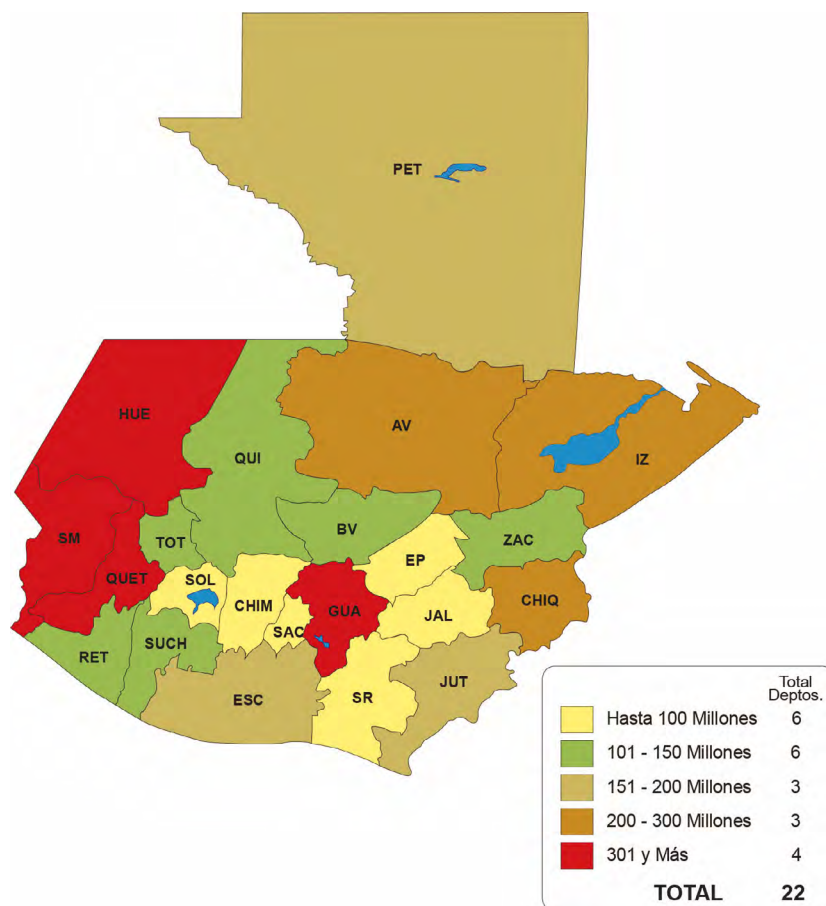 PET
HUE
AV
QUI
IZ
SM
BV
TOT
ZAC
EP
QUET
SOL
CHIM
GUA
CHIQ
JAL
SAC
SUCH
RET
JUT
ESC
SR
Total
Deptos.
Hasta 100 Millones 6
101 - 150 Millones 6
151 - 200 Millones 3
200 - 300 Millones 3
301 y Más 4
TOTAL 22